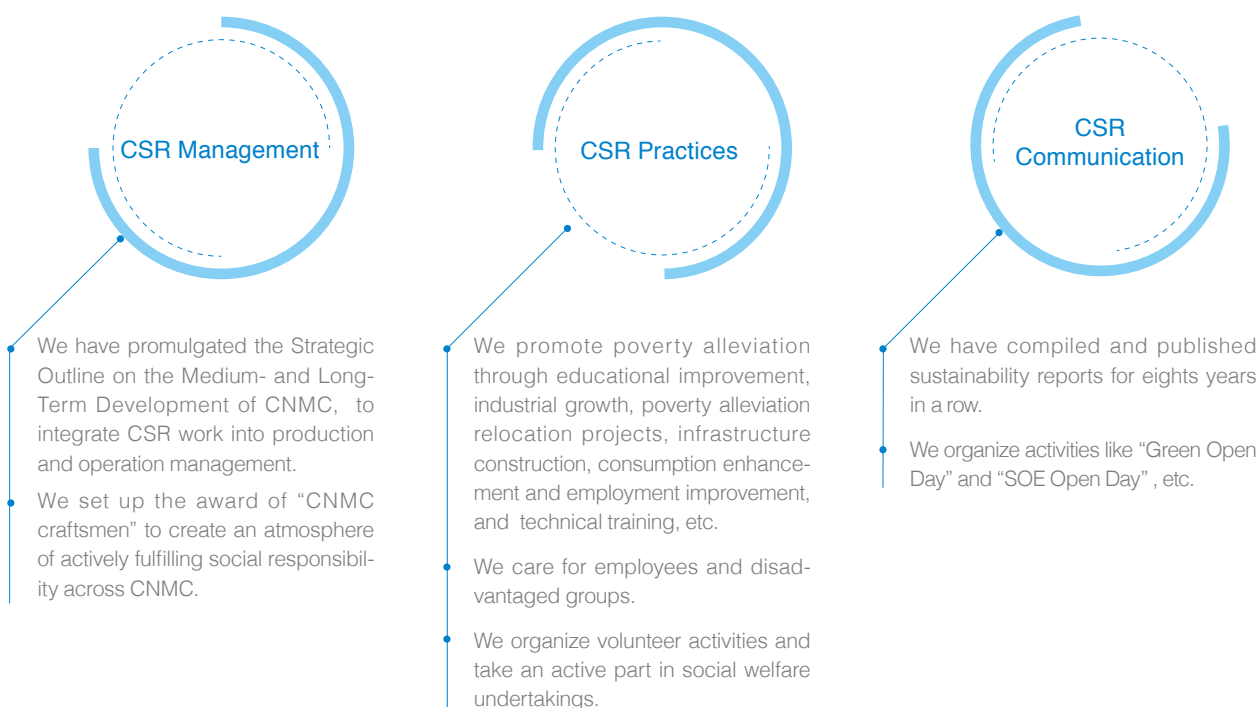 CSR Management
We have promulgated the Strategic
Outline on the Medium- and Long-
Term Development of CNMC, to
integrate CSR work into production
and operation management.
We set up the award of “CNMC
craftsmen” to create an atmosphere
of actively fulfilling social responsibil-
ity across CNMC.
CSR Practices
We promote poverty alleviation
through educational improvement,
industrial growth, poverty alleviation
relocation projects, infrastructure
construction, consumption enhance-
ment and employment improvement,
and technical training, etc.
We care for employees and disad-
vantaged groups.
We organize volunteer activities and
take an active part in social welfare
undertakings.
CSR
Communication
We have compiled and published
sustainability reports for eights years
in a row.
We organize activities like “Green Open
Day” and “SOE Open Day” , etc.